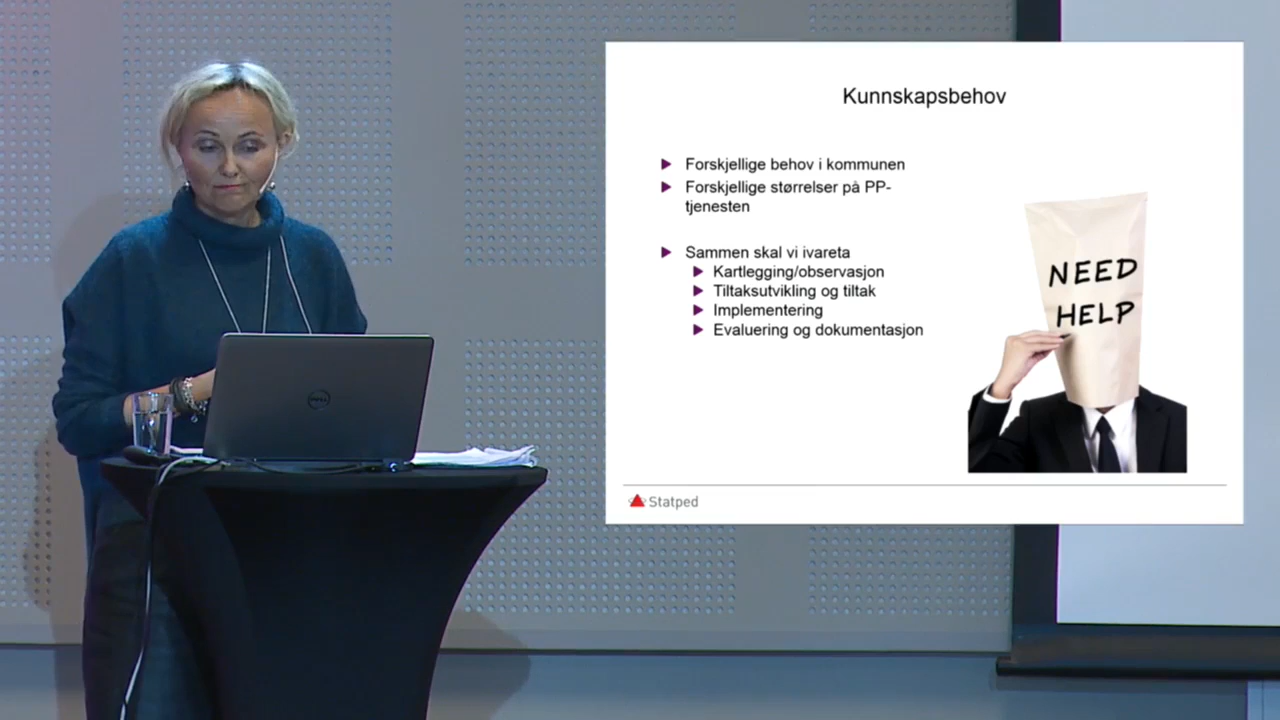 Kunnskapsbehov
Forskjellige behov i kommunen
Forskjellige størrelser på PP-
tjenesten
Sammen skal vi ivareta
Kartlegging/observasjon
Tiltaksutvikling og tiltak
Implementering
Evaluering og dokumentasjon
NEED
HELP
Statped
DELL